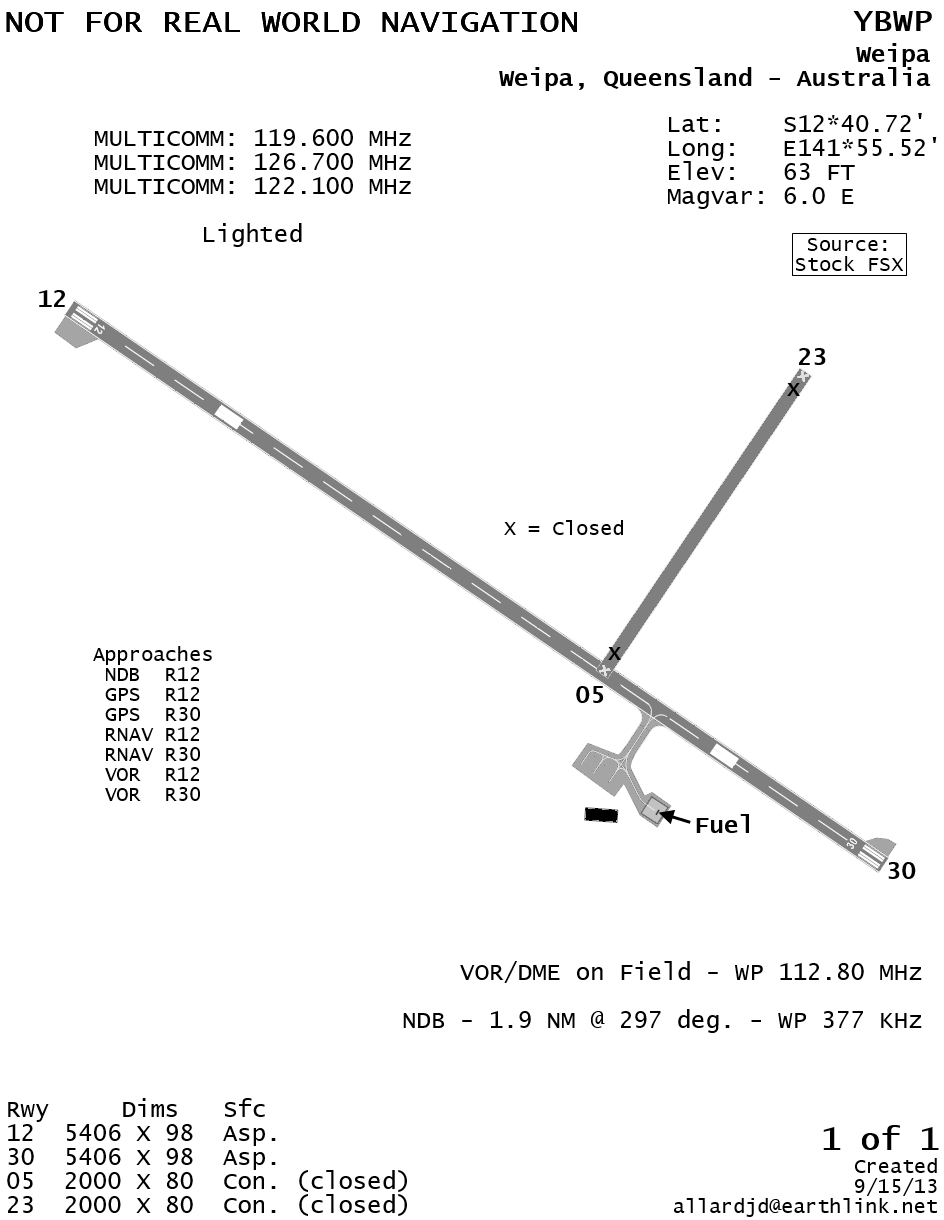 NOT FOR REAL WORLD NAVIGATION
YBWP
Weipa
Weipa, Queensland - Australia
MULTICOMM: 119.600 MHz
MULTICOMM: 126.700 MHz
MULTICOMM: 122.100 MHz
Lighted
Lat: S12*40.72'
Long: E141*55.52'
Elev: 63 FT
Magvar: 6.0 E
Source:
Stock FSX
12
12
23
X
X
X = Closed
X
X
05
Approaches
NDB R12
GPS R12
GPS R30
RNAV R12
RNAV R30
VOR R12
VOR R30
Fuel
30
30
VOR/DME on Field - WP 112.80 MHz
NDB - 1.9 NM @ 297 deg. - WP 377 KHz
Rwy Dims Sfc
12 5406 X 98 Asp.
30 5406 X 98 Asp.
05 2000 X 80 Con. (closed)
23 2000 X 80 Con. (closed)
1 of 1
Created
9/15/13
allardjd@earthlink.net